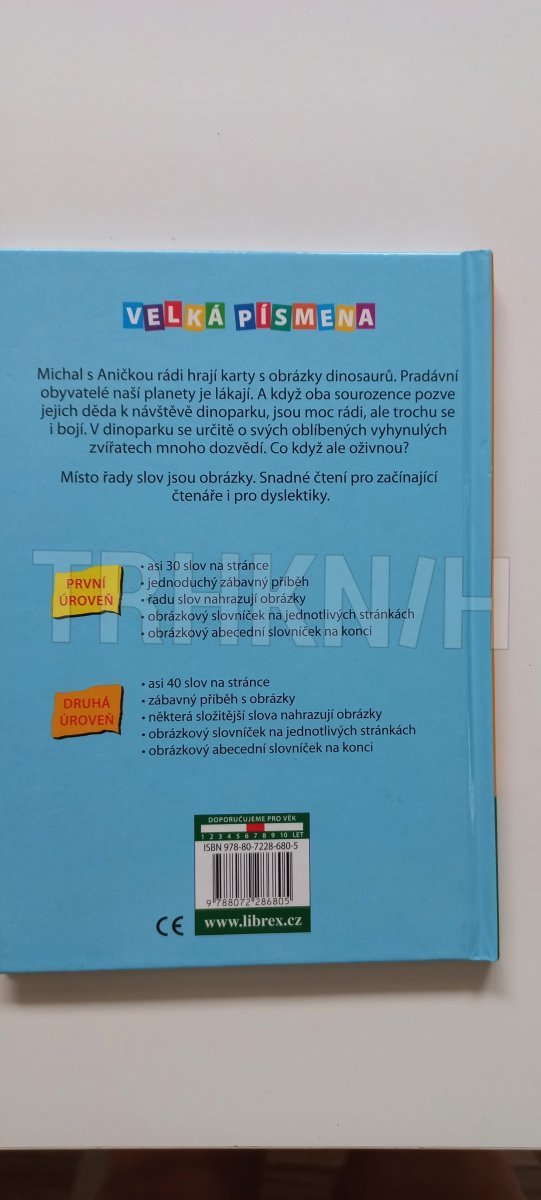 VELKÁ PÍSMENA
Michal s Aničkou rádi hrají karty s obrázky dinosaurů. Pradávní
obyvatelé naší planety je lákají. A když oba sourozence pozve
jejich děda k návštěvě dinoparku, jsou moc rádi, ale trochu se
i bojí. V dinoparku se určitě o svých oblíbených vyhynulých
zvířatech mnoho dozvědí. Co když ale oživnou?
Místo řady slov jsou obrázky. Snadné čtení pro začínající
čtenáře i pro dyslektiky.
PRVNÍ
ÚROVEŇ
• asi 30 slov na stránce
• jednoduchý zábavný příběh
• řadu slov nahrazují obrázky
• obrázkový slovníček na jednotlivých stránkách
• obrázkový abecední slovníček na konci
TRHKNIH
DRUHÁ
ÚROVEŇ
• asi 40 slov na stránce
• zábavný příběh s obrázky
• některá složitější slova nahrazují obrázky
• obrázkový slovníček na jednotlivých stránkách
• obrázkový abecední slovníček na konci
DOPORUČUJEME PRO VĚK
1 2 3 4 5 6 7 8 9 10 LET
ISBN 978-80-7228-680-5
9 788072 286805
CE
www.librex.cz